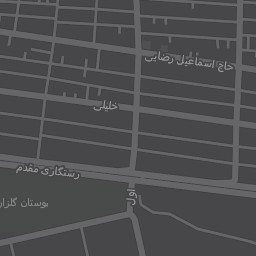 حاج اسماعیل رضایی
خلیلی
رستگاری مقدم
اول
بوستان گلزار